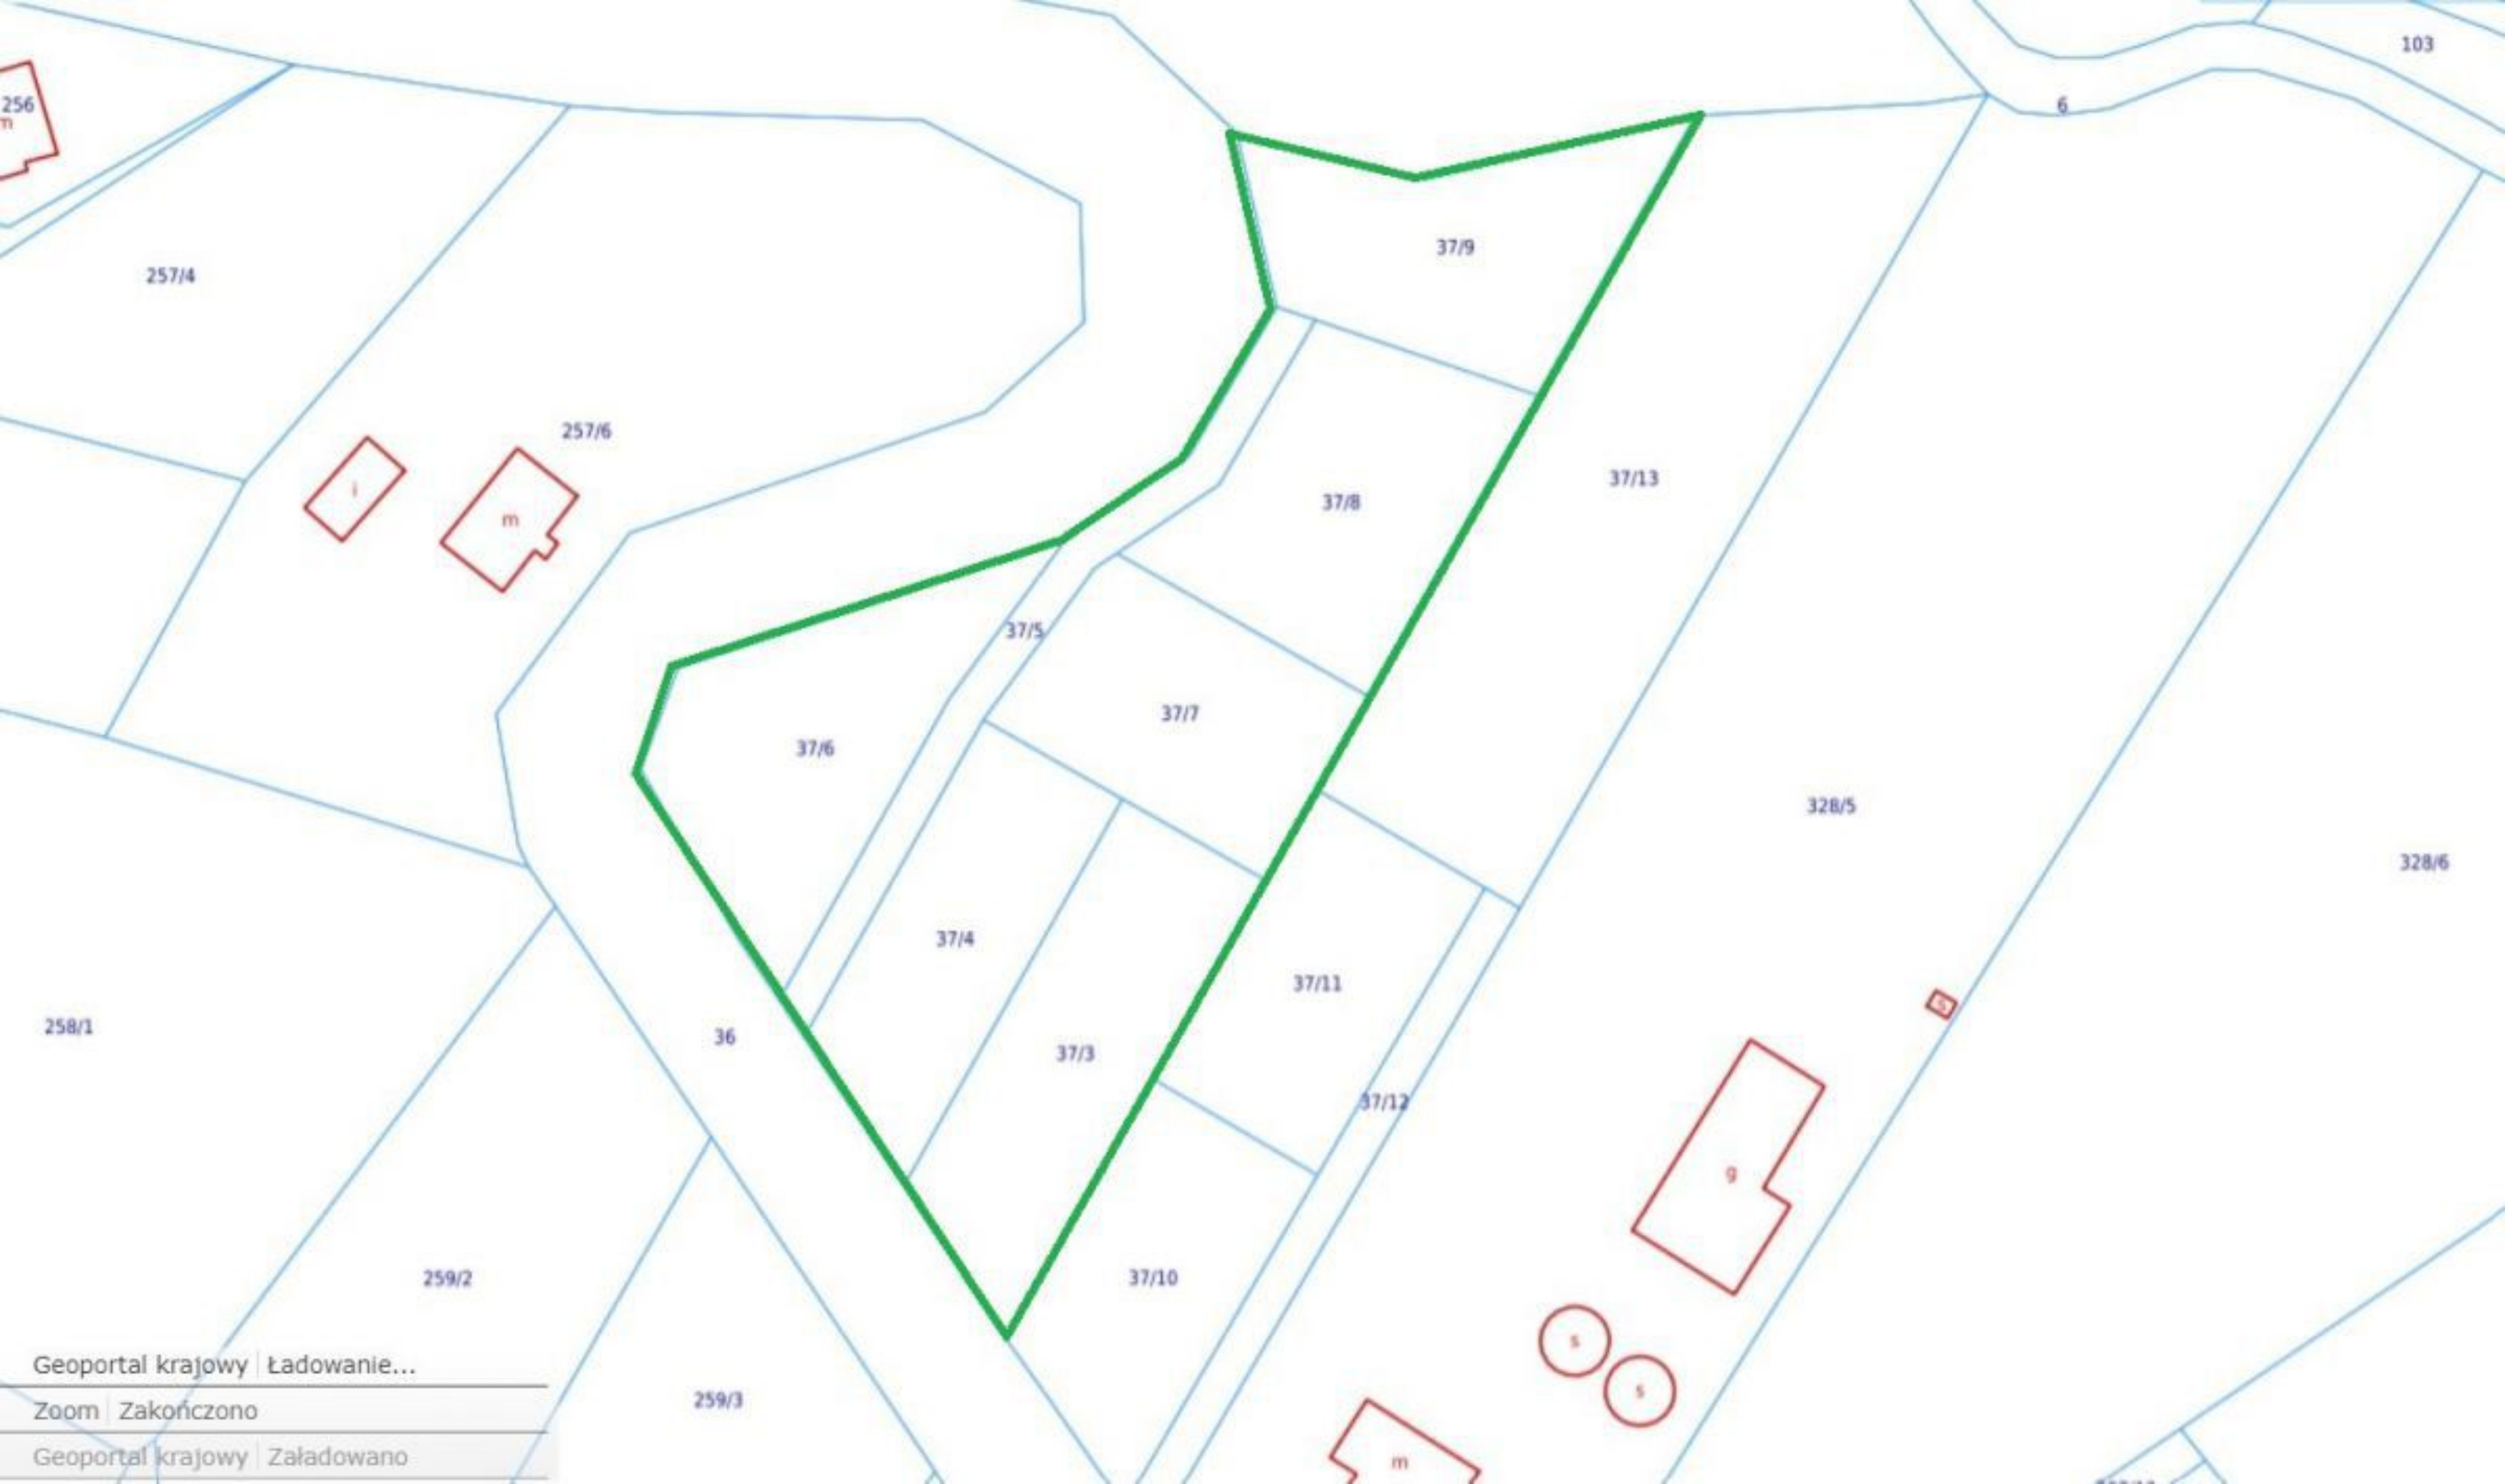 103
256
m
6
37/9
257/4
257/6
37/13
i
37/8
m
37/5
37/7
37/6
328/5
328/6
37/4
37/11
s
258/1
36
37/3
37/12
g
259/2
37/10
s
Geoportal krajowy | Ładowanie...
s
259/3
Zoom | Zakończono
Geoportal krajowy | Załadowano
m